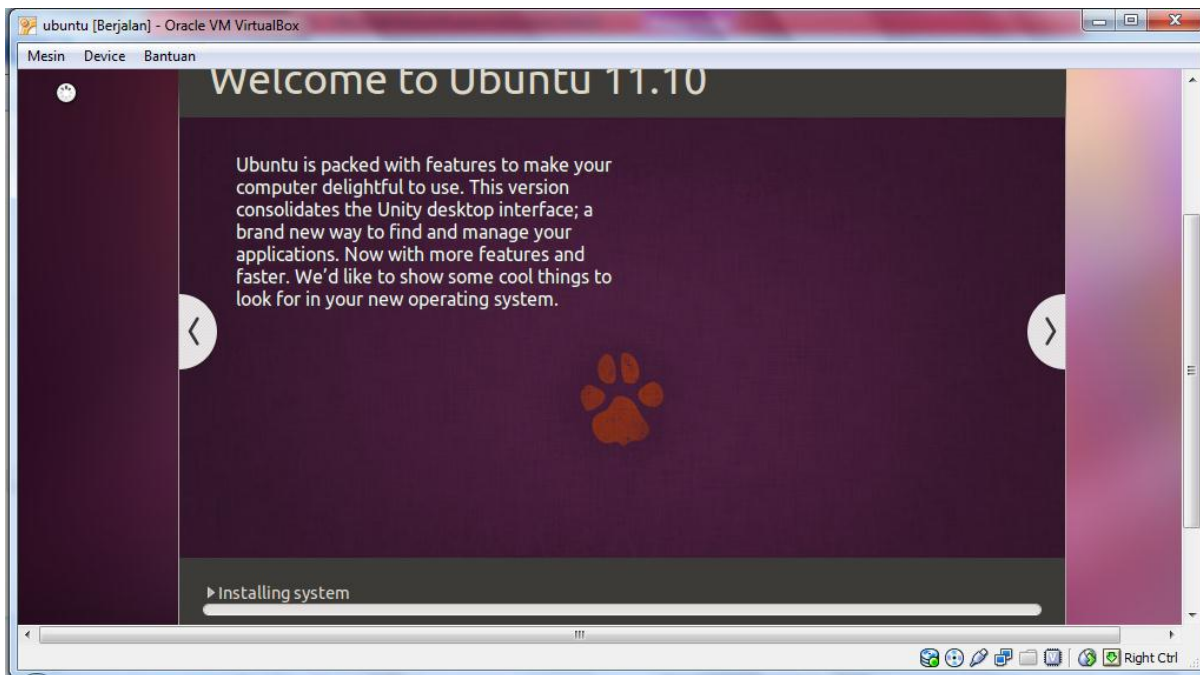 ubuntu [Berjalan] - Oracle VM VirtualBox
Mesin Device Bantuan
Welcome to Ubuntu 11.10
Ubuntu is packed with features to make your
computer delightful to use. This version
consolidates the Unity desktop interface; a
brand new way to find and manage your
applications. Now with more features and
faster. We'd like to show some cool things to
look for in your new operating system.
Installing system
Right Ctrl